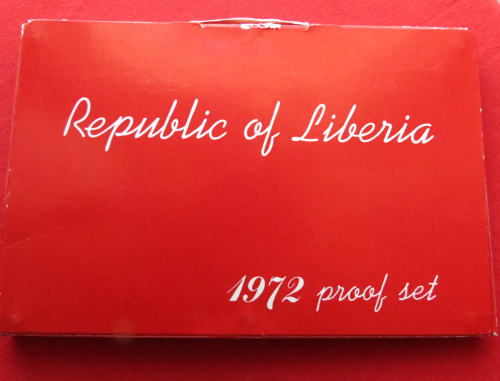 Republic of Liberia
1972 proof set